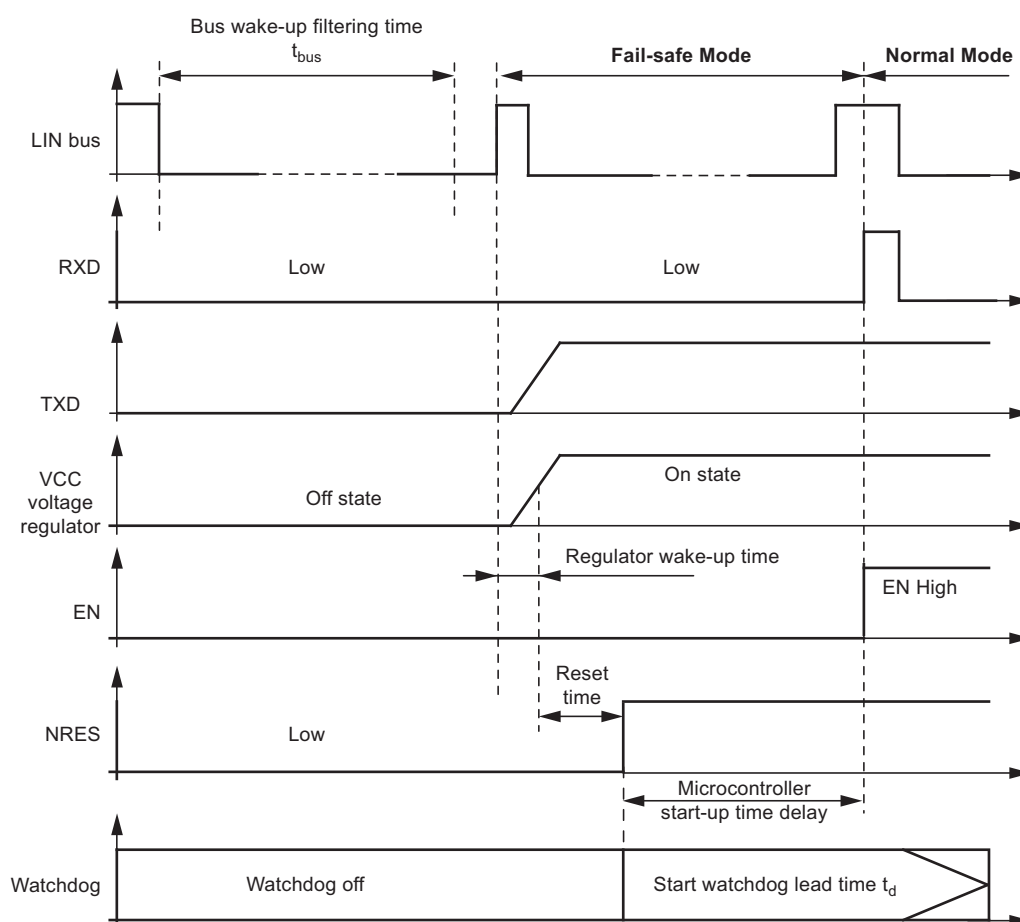 Bus wake-up filtering time
t_bus
Fail-safe Mode
Normal Mode
LIN bus
RXD
Low
Low
TXD
VCC
voltage
regulator
Off state
On state
Regulator wake-up time
EN
EN High
Reset
time
NRES
Low
Microcontroller
start-up time delay
Watchdog
Watchdog off
Start watchdog lead time t_d